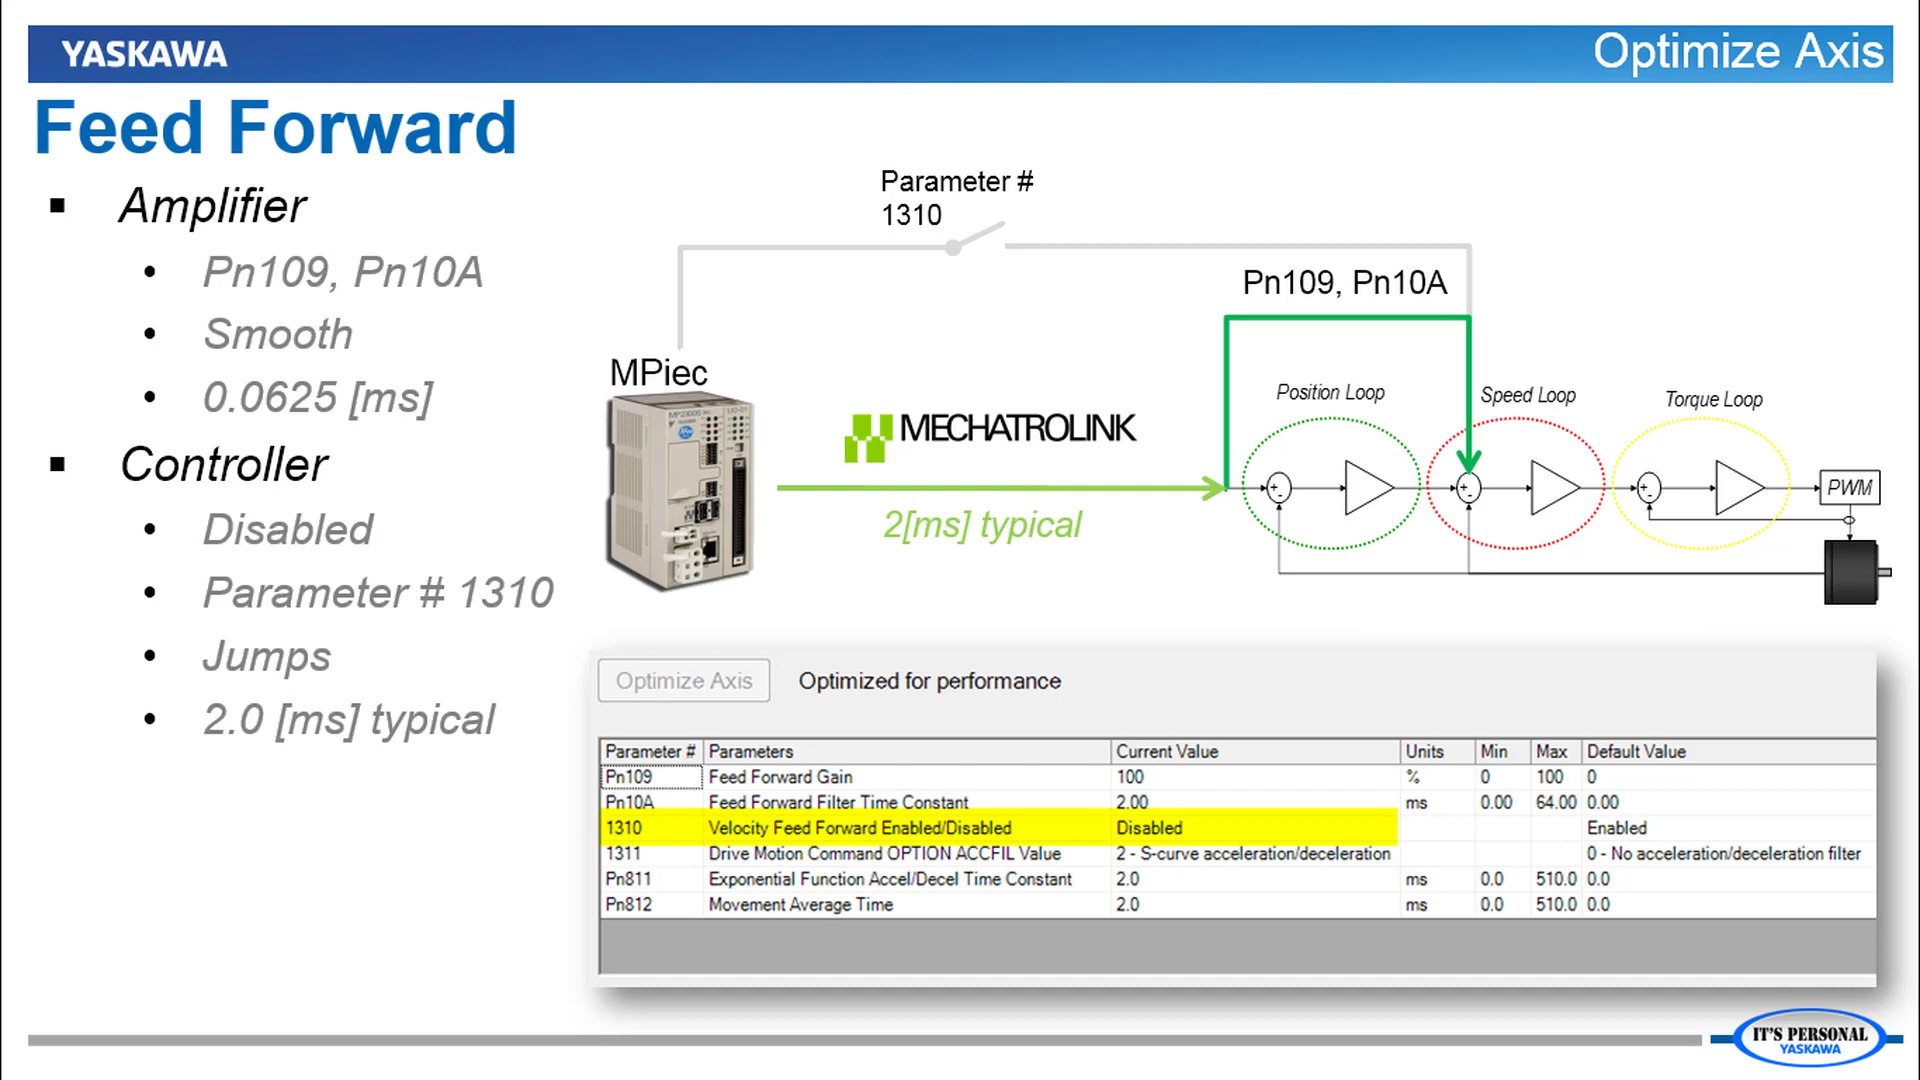 YASKAWA
Optimize Axis
Feed Forward
▪ Amplifier
• Pn109, Pn10A
• Smooth
• 0.0625 [ms]
▪ Controller
• Disabled
• Parameter # 1310
• Jumps
• 2.0 [ms] typical
Parameter #
1310
Pn109, Pn10A
MPiec
MECHATROLINK
2[ms] typical
Position Loop
Speed Loop
Torque Loop
PWM
Optimize Axis Optimized for performance
Parameter # Parameters Current Value Units Min Max Default Value
Pn109 Feed Forward Gain 100 % 0 100 0
Pn10A Feed Forward Filter Time Constant 2.00 ms 0.00 64.00 0.00
1310 Velocity Feed Forward Enabled/Disabled Disabled Enabled
1311 Drive Motion Command OPTION ACCFIL Value 2 - S-curve acceleration/deceleration 0 - No acceleration/deceleration filter
Pn811 Exponential Function Accel/Decel Time Constant 2.0 ms 0.0 510.0 0.0
Pn812 Movement Average Time 2.0 ms 0.0 510.0 0.0
IT'S PERSONAL
YASKAWA